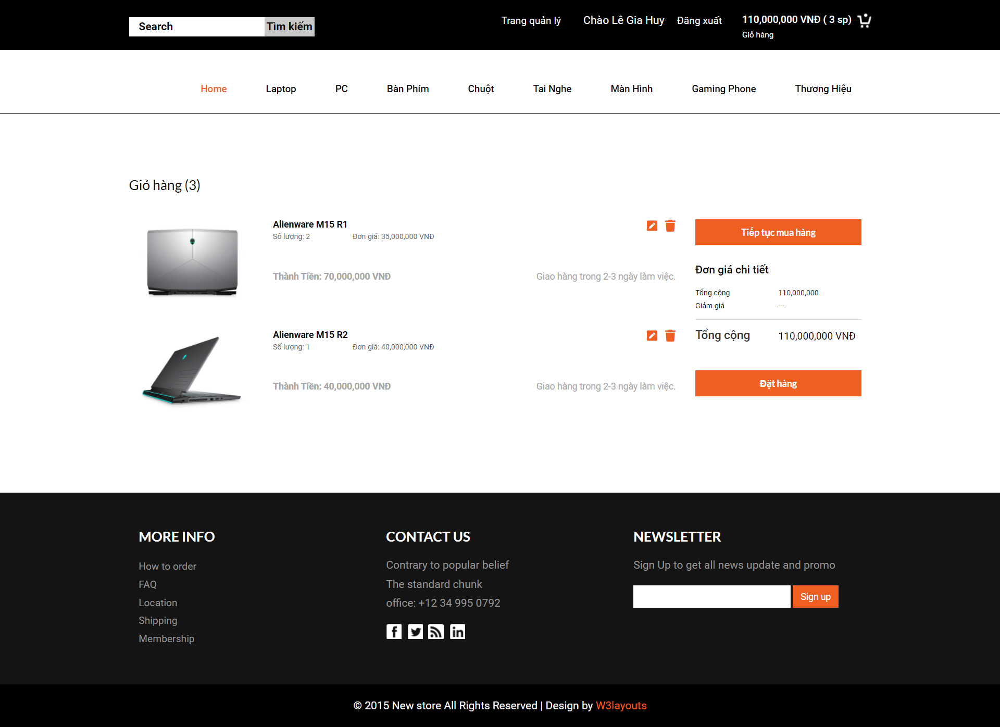 Search Tìm kiếm Trang quản lý Chào Lê Gia Huy Đăng xuất 110,000,000 VNĐ ( 3 sp)
Giỏ hàng
Home Laptop PC Bàn Phím Chuột Tai Nghe Màn Hình Gaming Phone Thương Hiệu
Giỏ hàng (3)
Alienware M15 R1
Số lượng: 2 Đơn giá: 35,000,000 VNĐ
Thành Tiền: 70,000,000 VNĐ Giao hàng trong 2-3 ngày làm việc.
Alienware M15 R2
Số lượng: 1 Đơn giá: 40,000,000 VNĐ
Thành Tiền: 40,000,000 VNĐ Giao hàng trong 2-3 ngày làm việc.
Tiếp tục mua hàng
Đơn giá chi tiết
Tổng cộng 110,000,000
Giảm giá ---
Tổng cộng 110,000,000 VNĐ
Đặt hàng
MORE INFO
How to order
FAQ
Location
Shipping
Membership
CONTACT US
Contrary to popular belief
The standard chunk
office: +12 34 995 0792
NEWSLETTER
Sign Up to get all news update and promo
Sign up
© 2015 New store All Rights Reserved | Design by W3layouts